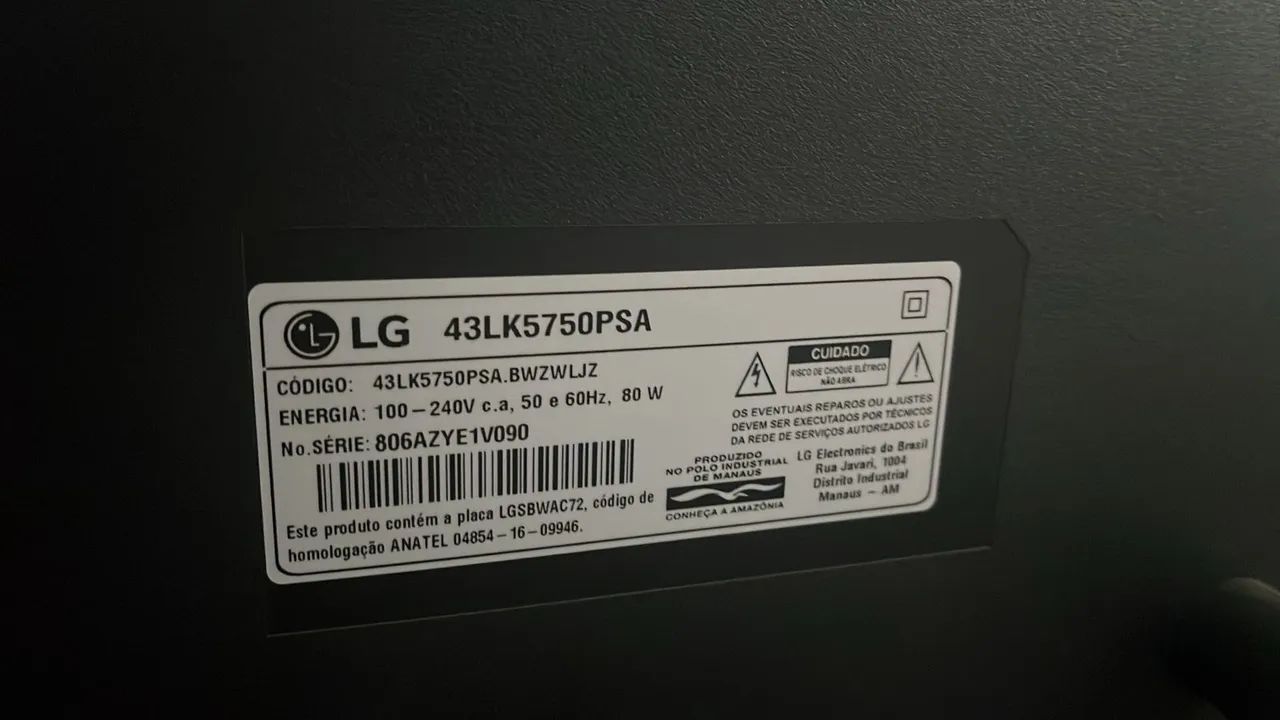 LG 43LK5750PSA
CÓDIGO: 43LK5750PSA.BWZWLJZ
ENERGIA: 100-240V c.a, 50 e 60Hz, 80 W
No.SÉRIE: 806AZYE1V090
Este produto contém a placa LGSBWAC72, código de
homologação ANATEL 04854-16-09946.
CUIDADO
RISCO DE CHOQUE ELÉTRICO
NÃO ABRA
OS EVENTUAIS REPAROS OU AJUSTES
DEVEM SER EXECUTADOS POR TÉCNICOS
DA REDE DE SERVIÇOS AUTORIZADOS LG
PRODUZIDO
NO POLO INDUSTRIAL
DE MANAUS
CONHEÇA A AMAZÔNIA
LG Electronics do Brasil
Rua Javari, 1004
Distrito Industrial
Manaus - AM